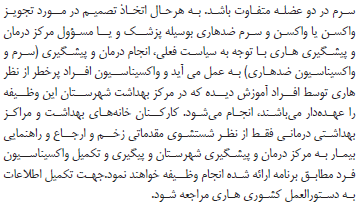 سرم در دو عضله متفاوت باشد. به هرحال اتخاذ تصمیم در مورد تجویز
واکسن یا واکسن و سرم ضدهاری بوسیله پزشک و یا مسؤول مرکز درمان
و پیشگیری هاری با توجه به سیاست فعلی، انجام درمان و پیشگیری (سرم و
واکسیناسیون ضدهاری) به عمل می آید و واکسیناسیون افراد پرخطر از نظر
هاری توسط افراد آموزش دیده که در مرکز بهداشت شهرستان این وظیفه
را عهده‌دار می‌باشند، انجام می‌شود. کارکنان خانه‌های بهداشت و مراکز
بهداشتی درمانی فقط از نظر شستشوی مقدماتی زخم و ارجاع و راهنمایی
بیمار به مرکز درمان و پیشگیری شهرستان و پیگیری و تکمیل واکسیناسیون
فرد مطابق برنامه ارائه شده انجام وظیفه خواهند نمود.جهت تکمیل اطلاعات
به دستورالعمل کشوری هاری مراجعه شود.